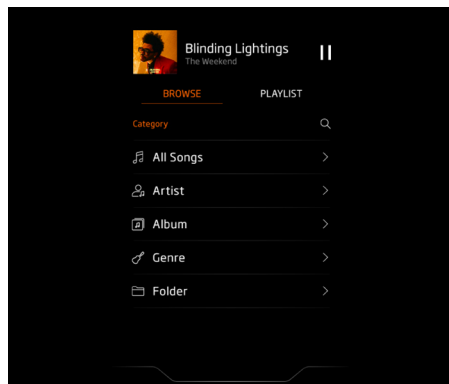 Blinding Lightings
The Weekend
BROWSE
PLAYLIST
Category
All Songs
Artist
Album
Genre
Folder